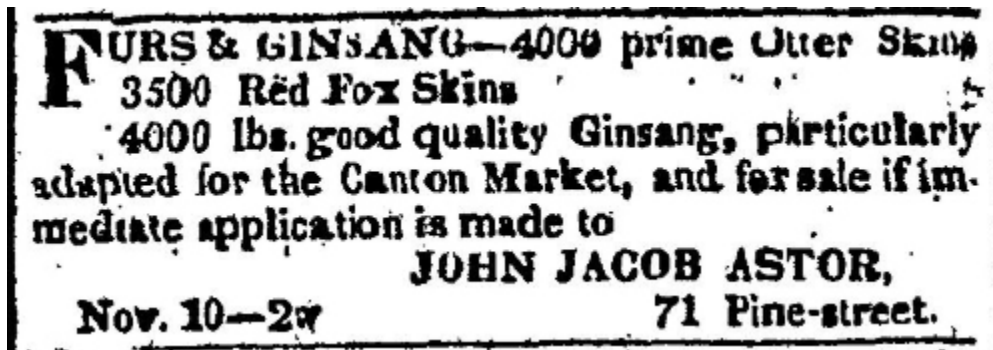 FURS & GINSANG—4000 prime Otter Skins
3500 Red Fox Skins
4000 lbs. good quality Ginsang, particularly
adapted for the Canton Market, and for sale if im-
mediate application is made to
JOHN JACOB ASTOR,
Nov. 10—2w 71 Pine-street.